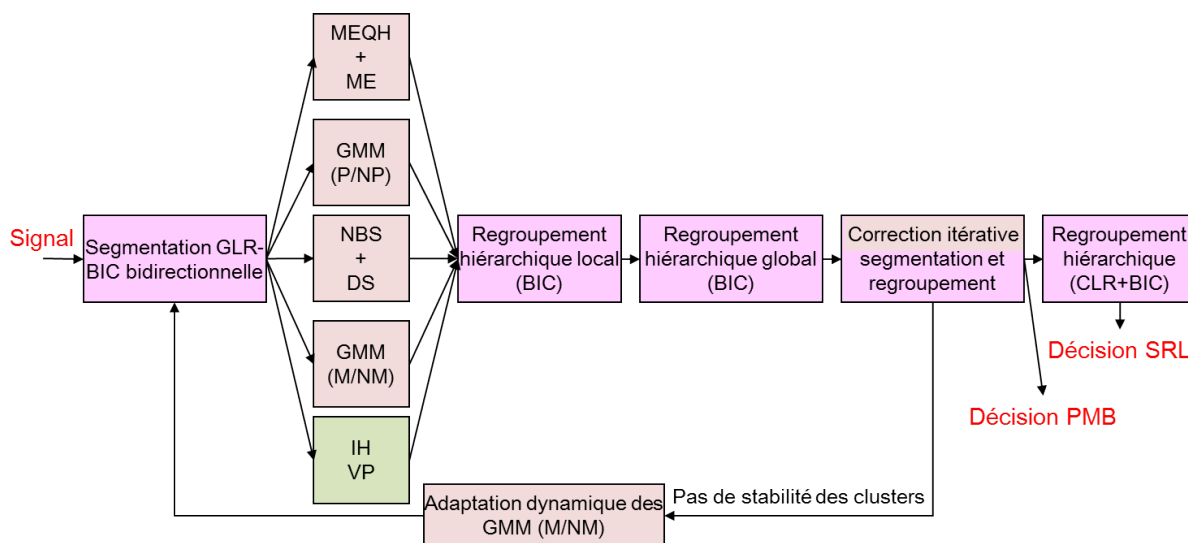 MEQH
+
ME
GMM
(P/NP)
Signal
Segmentation GLR-
BIC bidirectionnelle
NBS
+
DS
Regroupement
hiérarchique local
(BIC)
Regroupement
hiérarchique global
(BIC)
Correction itérative
segmentation et
regroupement
Regroupement
hiérarchique
(CLR+BIC)
GMM
(M/NM)
Décision SRL
Décision PMB
IH
VP
Pas de stabilité des clusters
Adaptation dynamique des
GMM (M/NM)